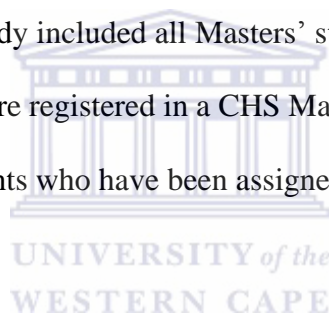 dy included all Masters' s
re registered in a CHS Ma
nts who have been assigne
UNIVERSITY of the
WESTERN CAPE